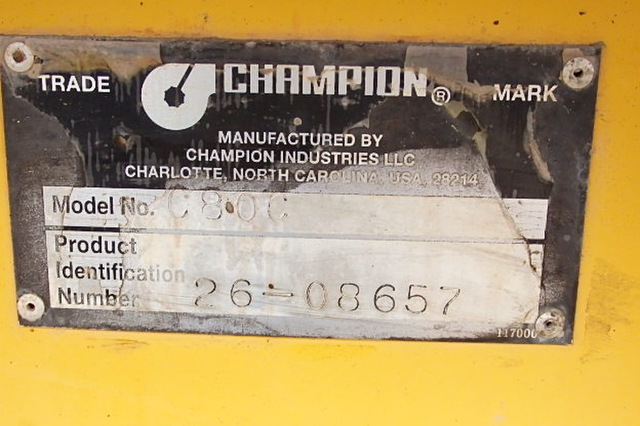 TRADE CHAMPION® MARK
MANUFACTURED BY
CHAMPION INDUSTRIES LLC
CHARLOTTE, NORTH CAROLINA, USA, 28214
Model No. C80C
Product
Identification
Number 26-08657
117000